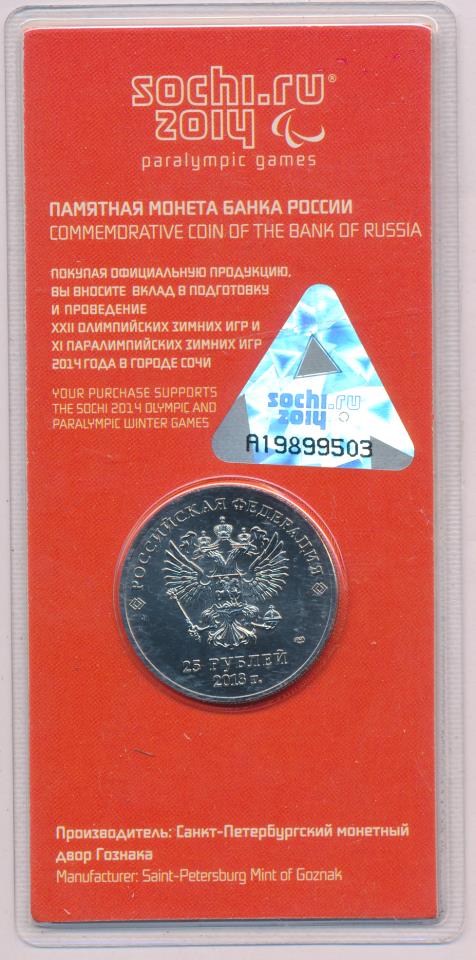 sochi.ru®
2014
paralympic games
ПАМЯТНАЯ МОНЕТА БАНКА РОССИИ
COMMEMORATIVE COIN OF THE BANK OF RUSSIA
ПОКУПАЯ ОФИЦИАЛЬНУЮ ПРОДУКЦИЮ,
ВЫ ВНОСИТЕ ВКЛАД В ПОДГОТОВКУ
И ПРОВЕДЕНИЕ
XXII ОЛИМПИЙСКИХ ЗИМНИХ ИГР И
XI ПАРАЛИМПИЙСКИХ ЗИМНИХ ИГР
2014 ГОДА В ГОРОДЕ СОЧИ
YOUR PURCHASE SUPPORTS
THE SOCHI 2014 OLYMPIC AND
PARALYMPIC WINTER GAMES
sochi.ru
2014
A19899503
РОССИЙСКАЯ ФЕДЕРАЦИЯ
25 РУБЛЕЙ
2013 г.
Производитель: Санкт-Петербургский монетный
двор Гознака
Manufacturer: Saint-Petersburg Mint of Goznak